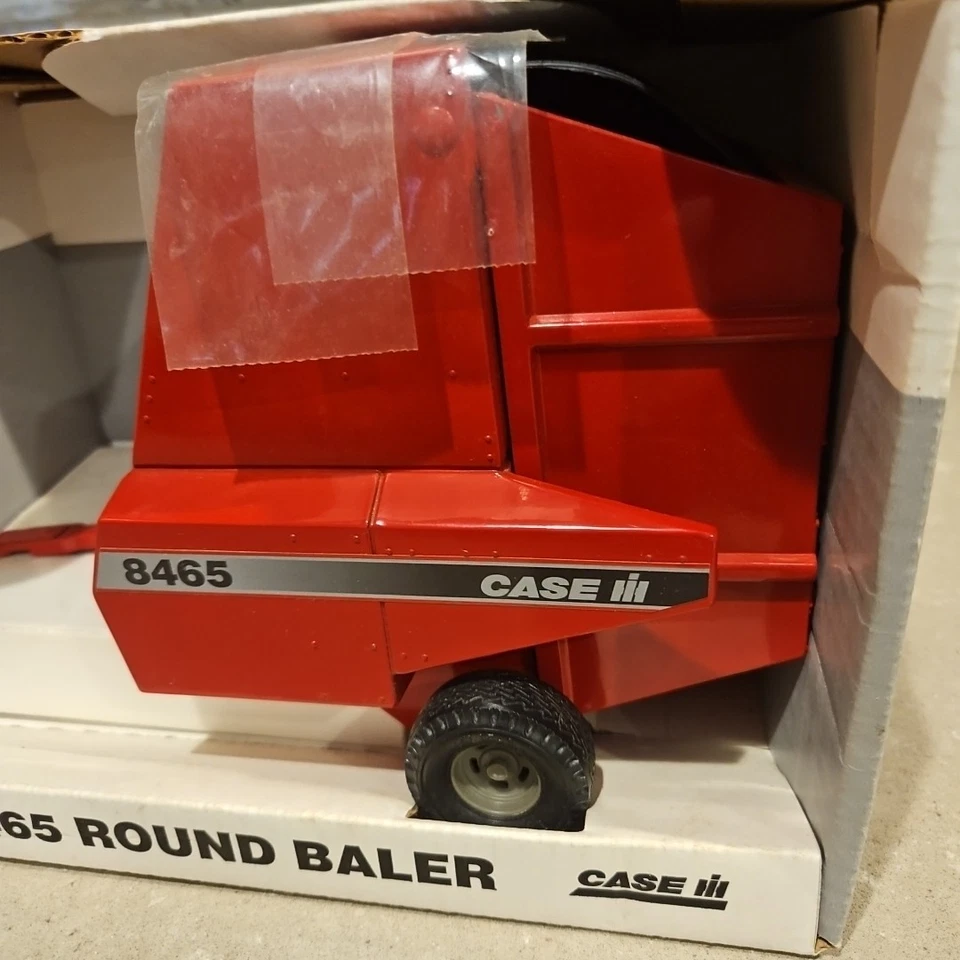 8465
CASE IH
65 ROUND BALER
CASE IH